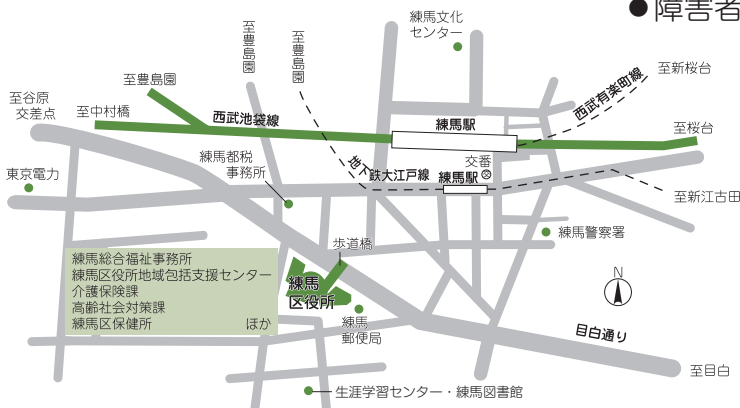 ●障害者
練馬文化
センター
至豊島園
至豊島園
至新桜台
西武有楽町線
至豊島園
至谷原
交差点
至中村橋
西武池袋線
練馬駅
至桜台
練馬都税
事務所
地下鉄大江戸線
交番
練馬駅
東京電力
至新江古田
練馬警察署
歩道橋
練馬総合福祉事務所
練馬区役所地域包括支援センター
介護保険課
高齢社会対策課
練馬区保健所 ほか
練馬
区役所
N
練馬
郵便局
目白通り
至目白
生涯学習センター・練馬図書館